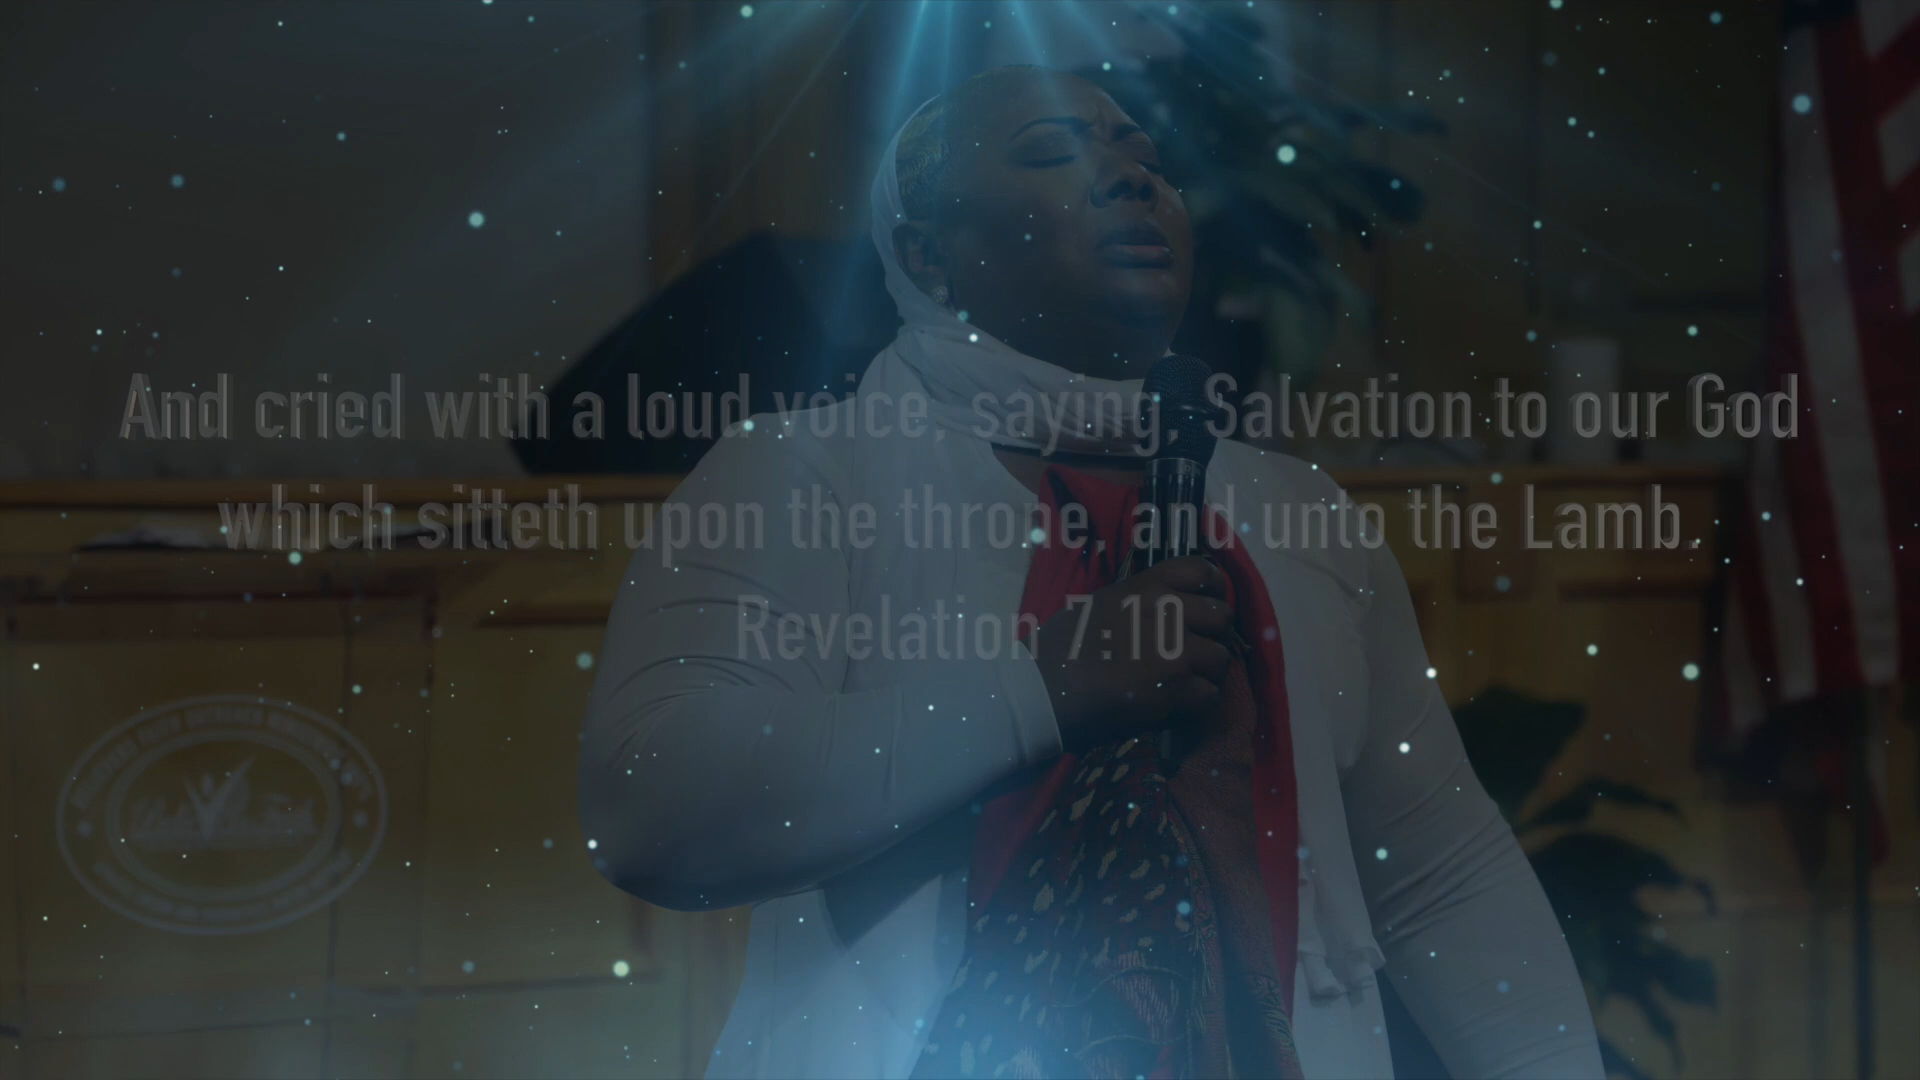 And cried with a loud voice, saying, Salvation to our God
which sitteth upon the throne, and unto the Lamb.
Revelation 7:10